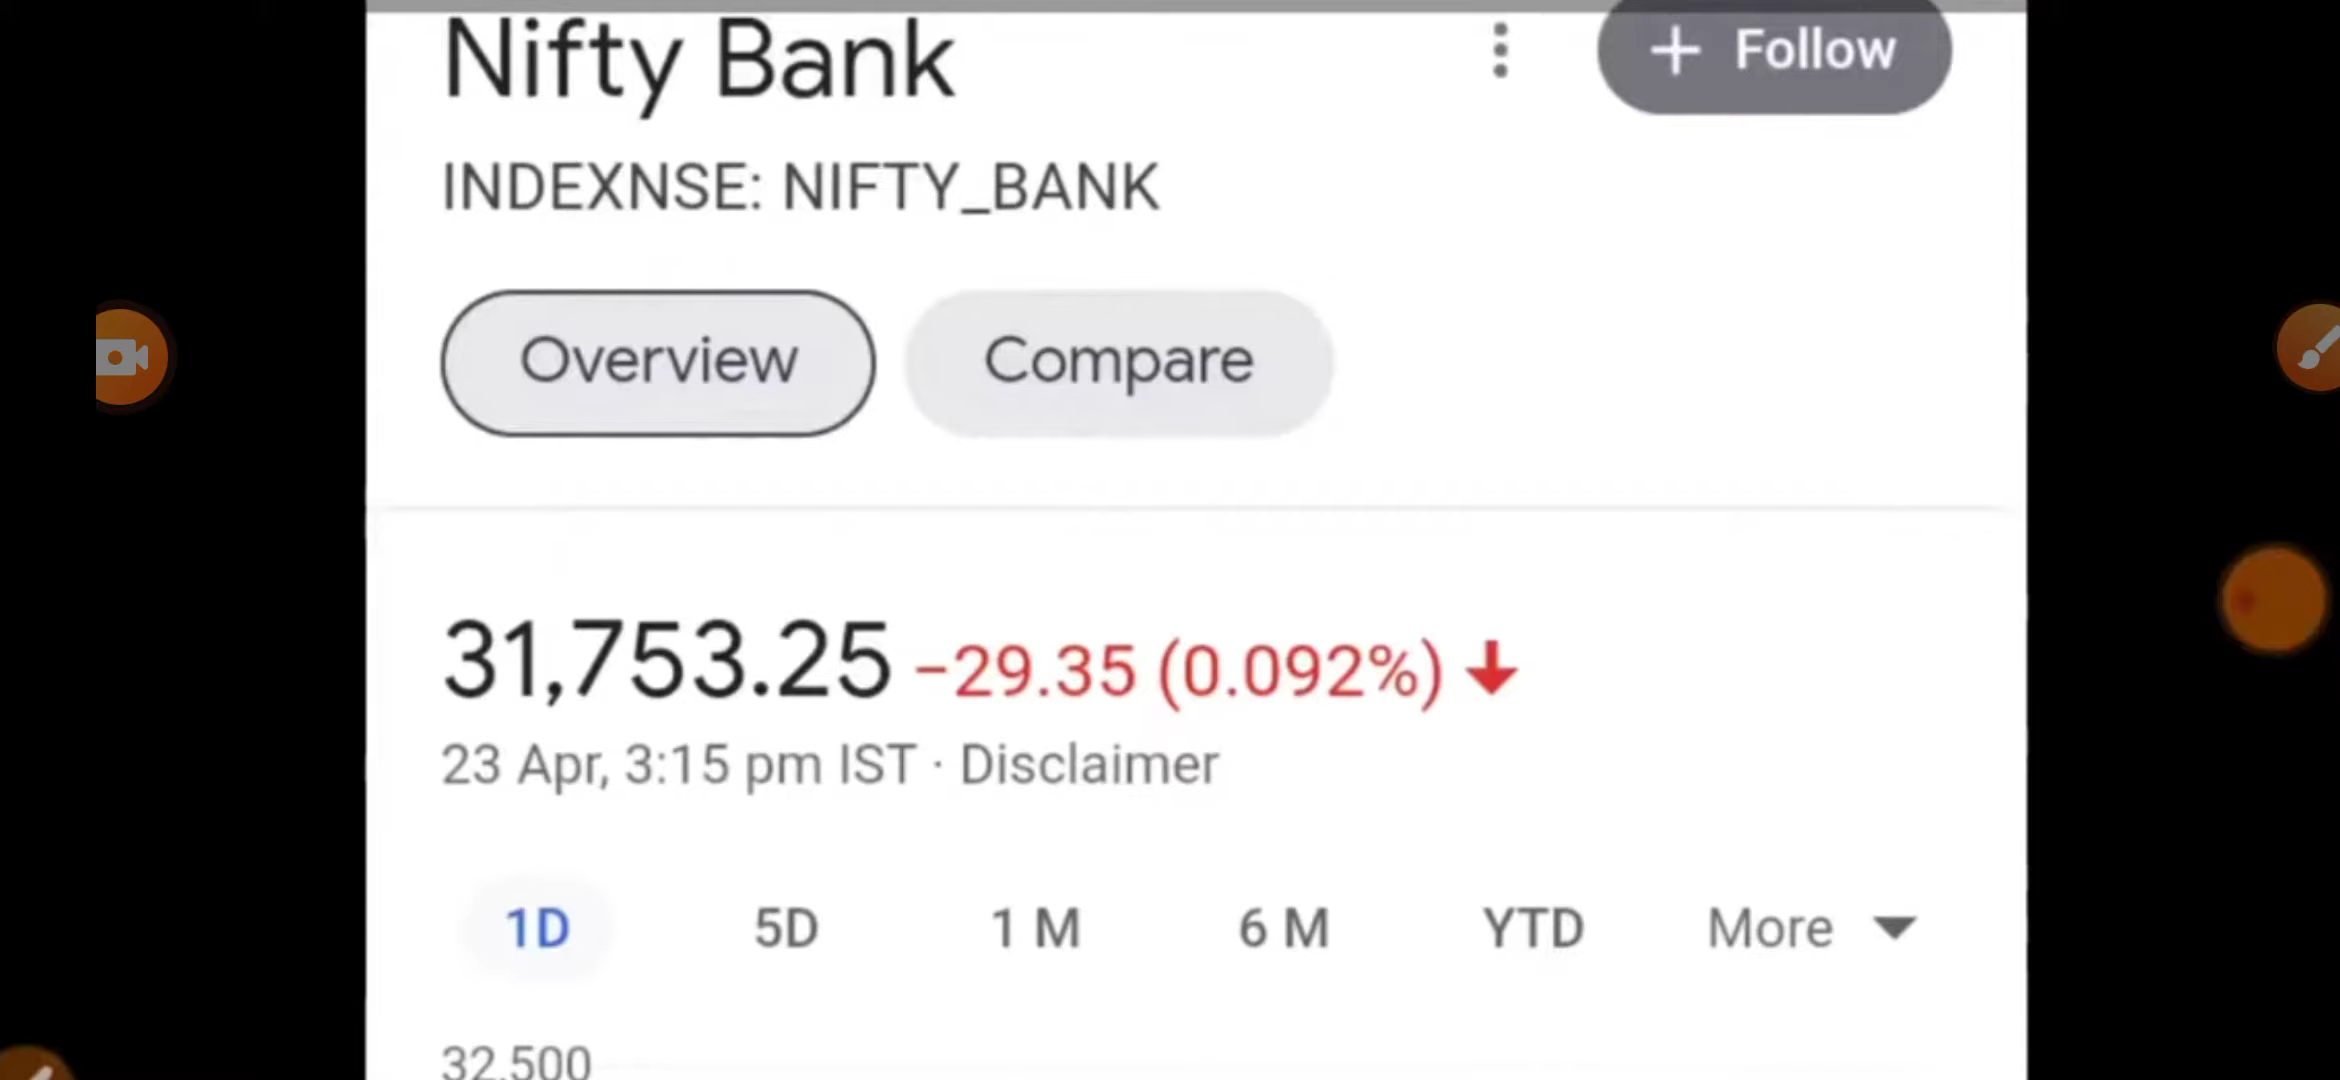 Nifty Bank
+ Follow
INDEXNSE: NIFTY_BANK
Overview
Compare
31,753.25 −29.35 (0.092%) ↓
23 Apr, 3:15 pm IST · Disclaimer
1D 5D 1 M 6 M YTD More
32,500